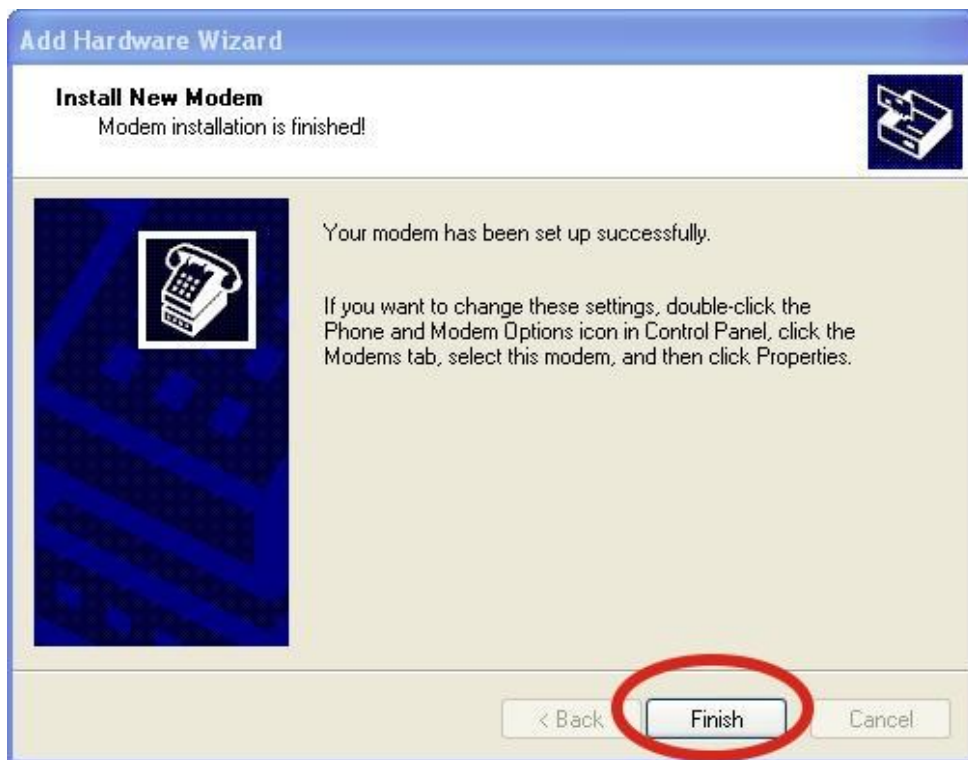 Add Hardware Wizard
Install New Modem
Modem installation is finished!
Your modem has been set up successfully.
If you want to change these settings, double-click the
Phone and Modem Options icon in Control Panel, click the
Modems tab, select this modem, and then click Properties.
< Back
Finish
Cancel